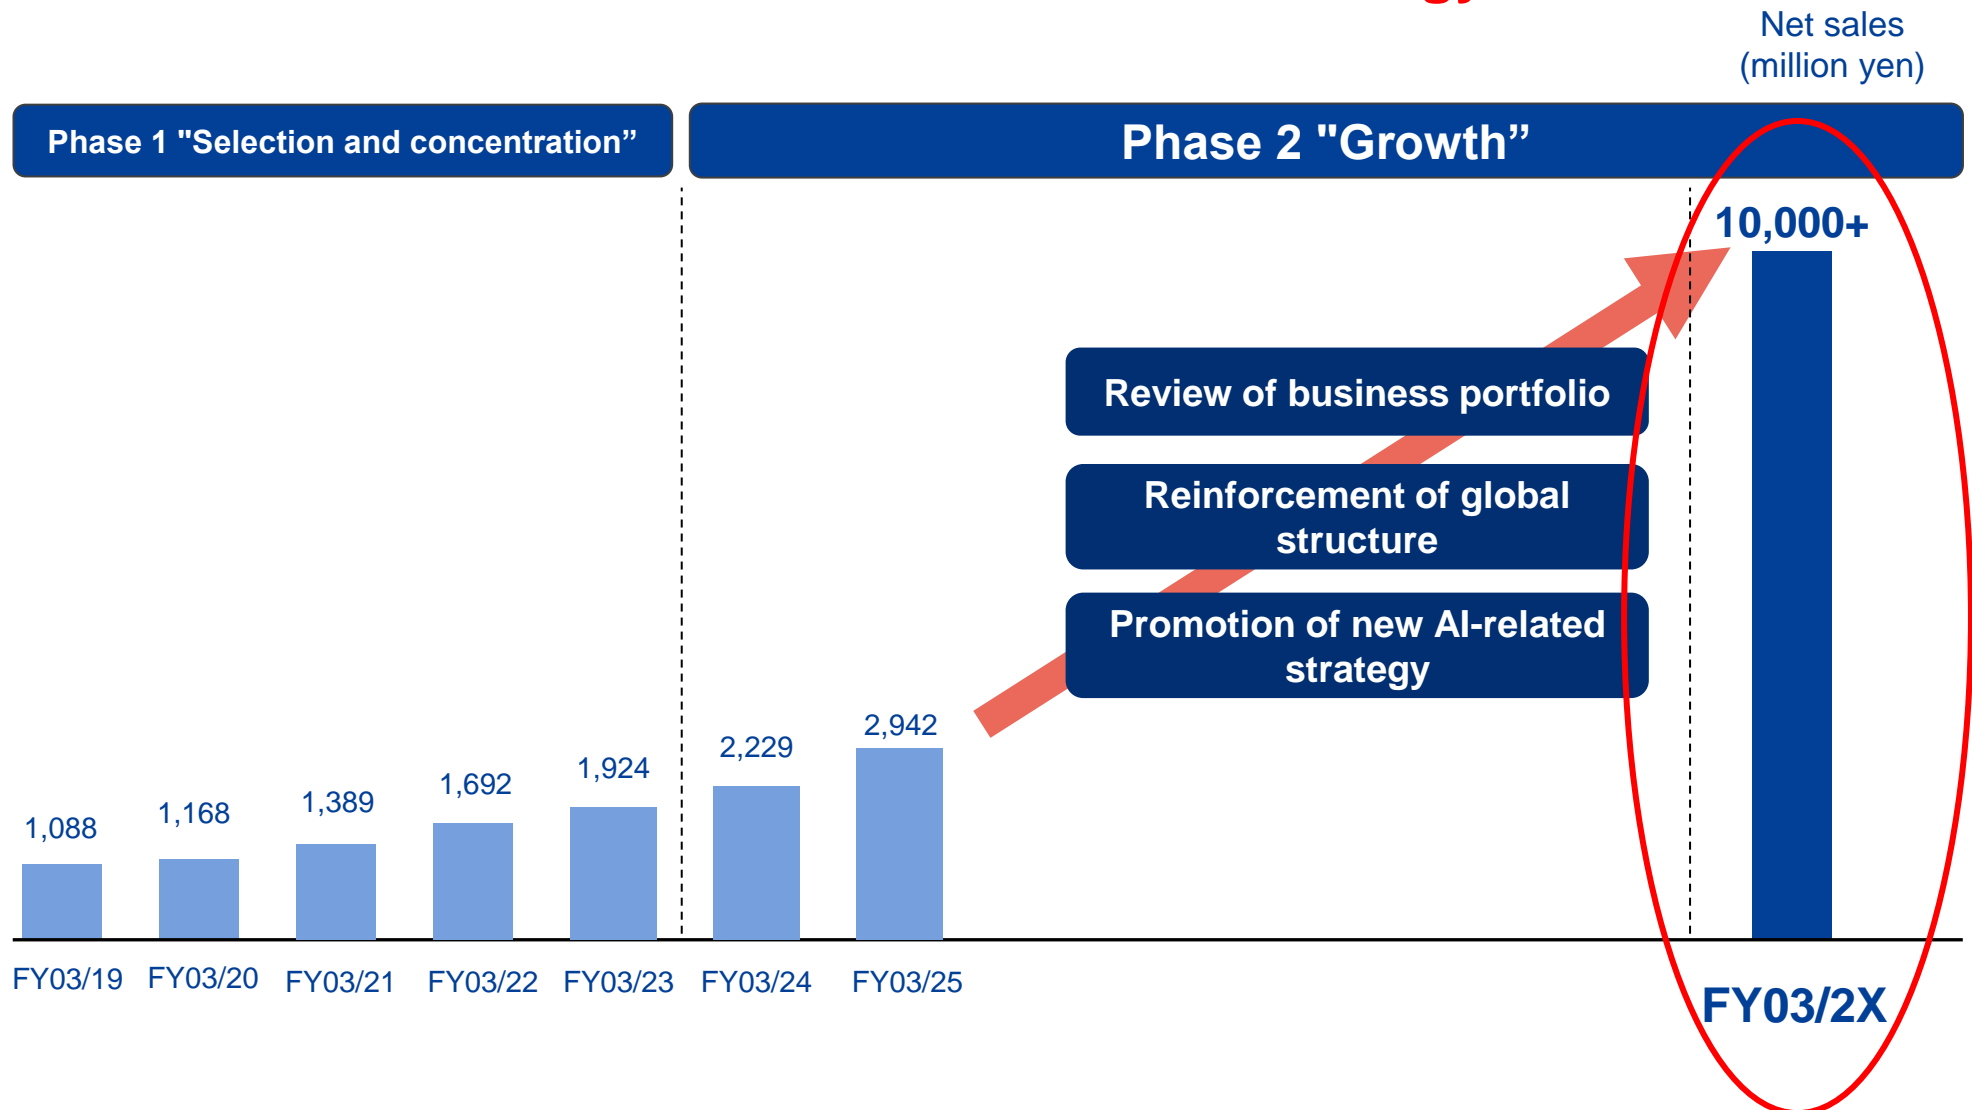 Net sales
(million yen)
Phase 1 "Selection and concentration”
Phase 2 "Growth”
10,000+
Review of business portfolio
Reinforcement of global
structure
Promotion of new AI-related
strategy
1,088
1,168
1,389
1,692
1,924
2,229
2,942
FY03/19
FY03/20
FY03/21
FY03/22
FY03/23
FY03/24
FY03/25
FY03/2X